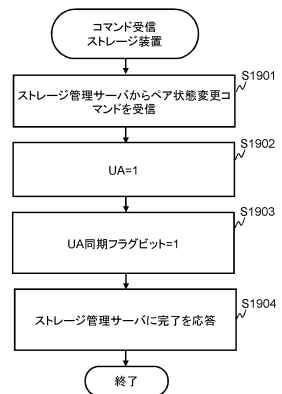 コマンド受信
ストレージ装置
S1901
ストレージ管理サーバからペア状態変更コ
マンドを受信
S1902
UA=1
S1903
UA同期フラグビット=1
S1904
ストレージ管理サーバに完了を応答
終了